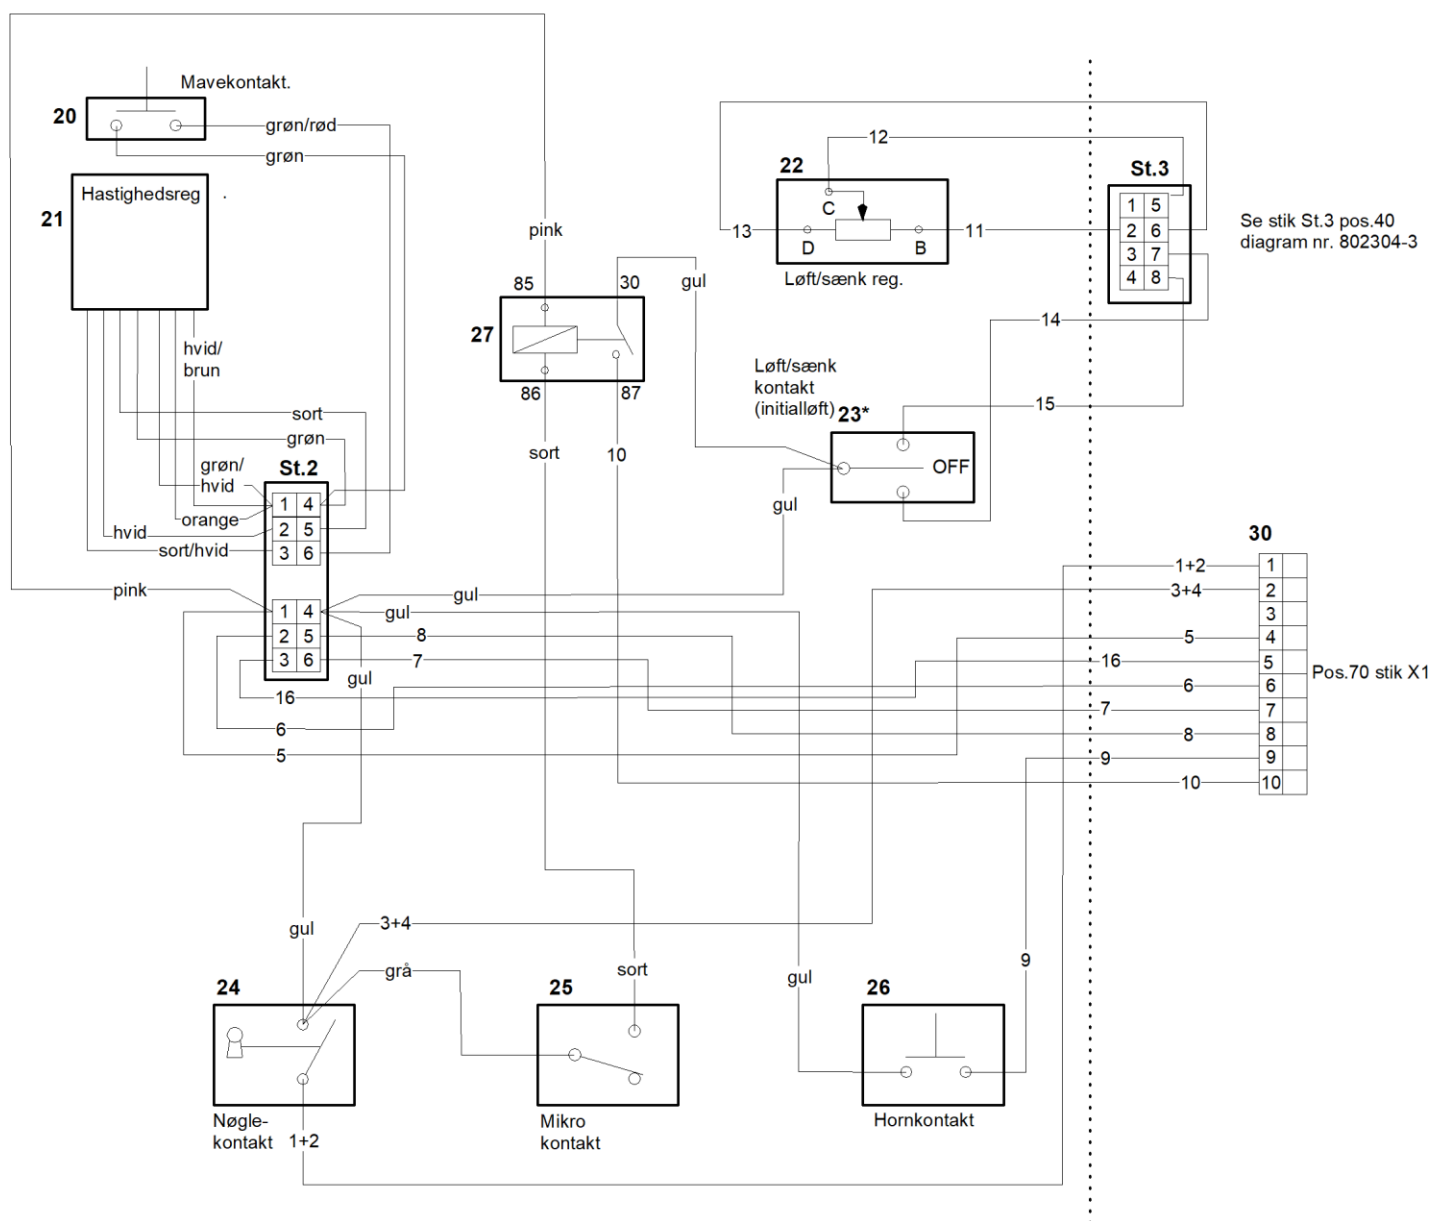 Mavekontakt.
20
grøn/rød
grøn
Hastighedsreg .
21
hvid/
brun
sort
grøn
grøn/
hvid
St.2
1 4
orange
2 5
hvid
3 6
sort/hvid
pink
1 4
2 5
3 6
gul
gul
8
7
gul
16
6
5
pink
85
30
gul
27
86
87
sort
10
12
22
C
13
D
B
11
Løft/sænk reg.
St.3
1 5
2 6
3 7
4 8
Se stik St.3 pos.40
diagram nr. 802304-3
14
Løft/sænk
kontakt
(initialløft) 23*
15
OFF
gul
30
1+2
1
3+4
2
3
5
4
16
5
6
6
7
7
8
8
9
9
10
10
Pos.70 stik X1
gul
3+4
grå
sort
gul
9
24
25
26
Nøgle-
kontakt
1+2
Mikro
kontakt
Hornkontakt